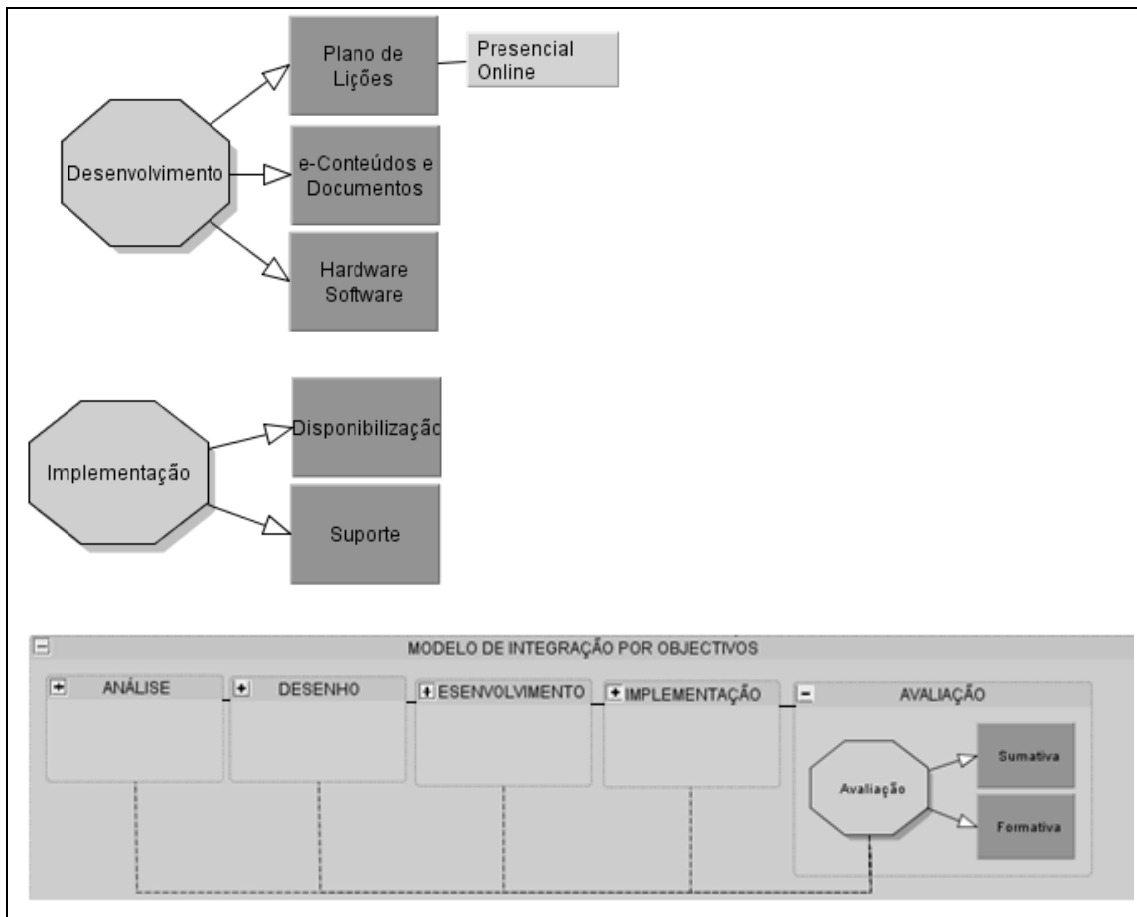 Plano de
Lições
Presencial
Online
Desenvolvimento
e-Conteúdos e
Documentos
Hardware
Software
Disponibilização
Implementação
Suporte
MODELO DE INTEGRAÇÃO POR OBJECTIVOS
ANÁLISE
DESENHO
ESENVOLVIMENTO
IMPLEMENTAÇÃO
AVALIAÇÃO
Avaliação
Sumativa
Formativa